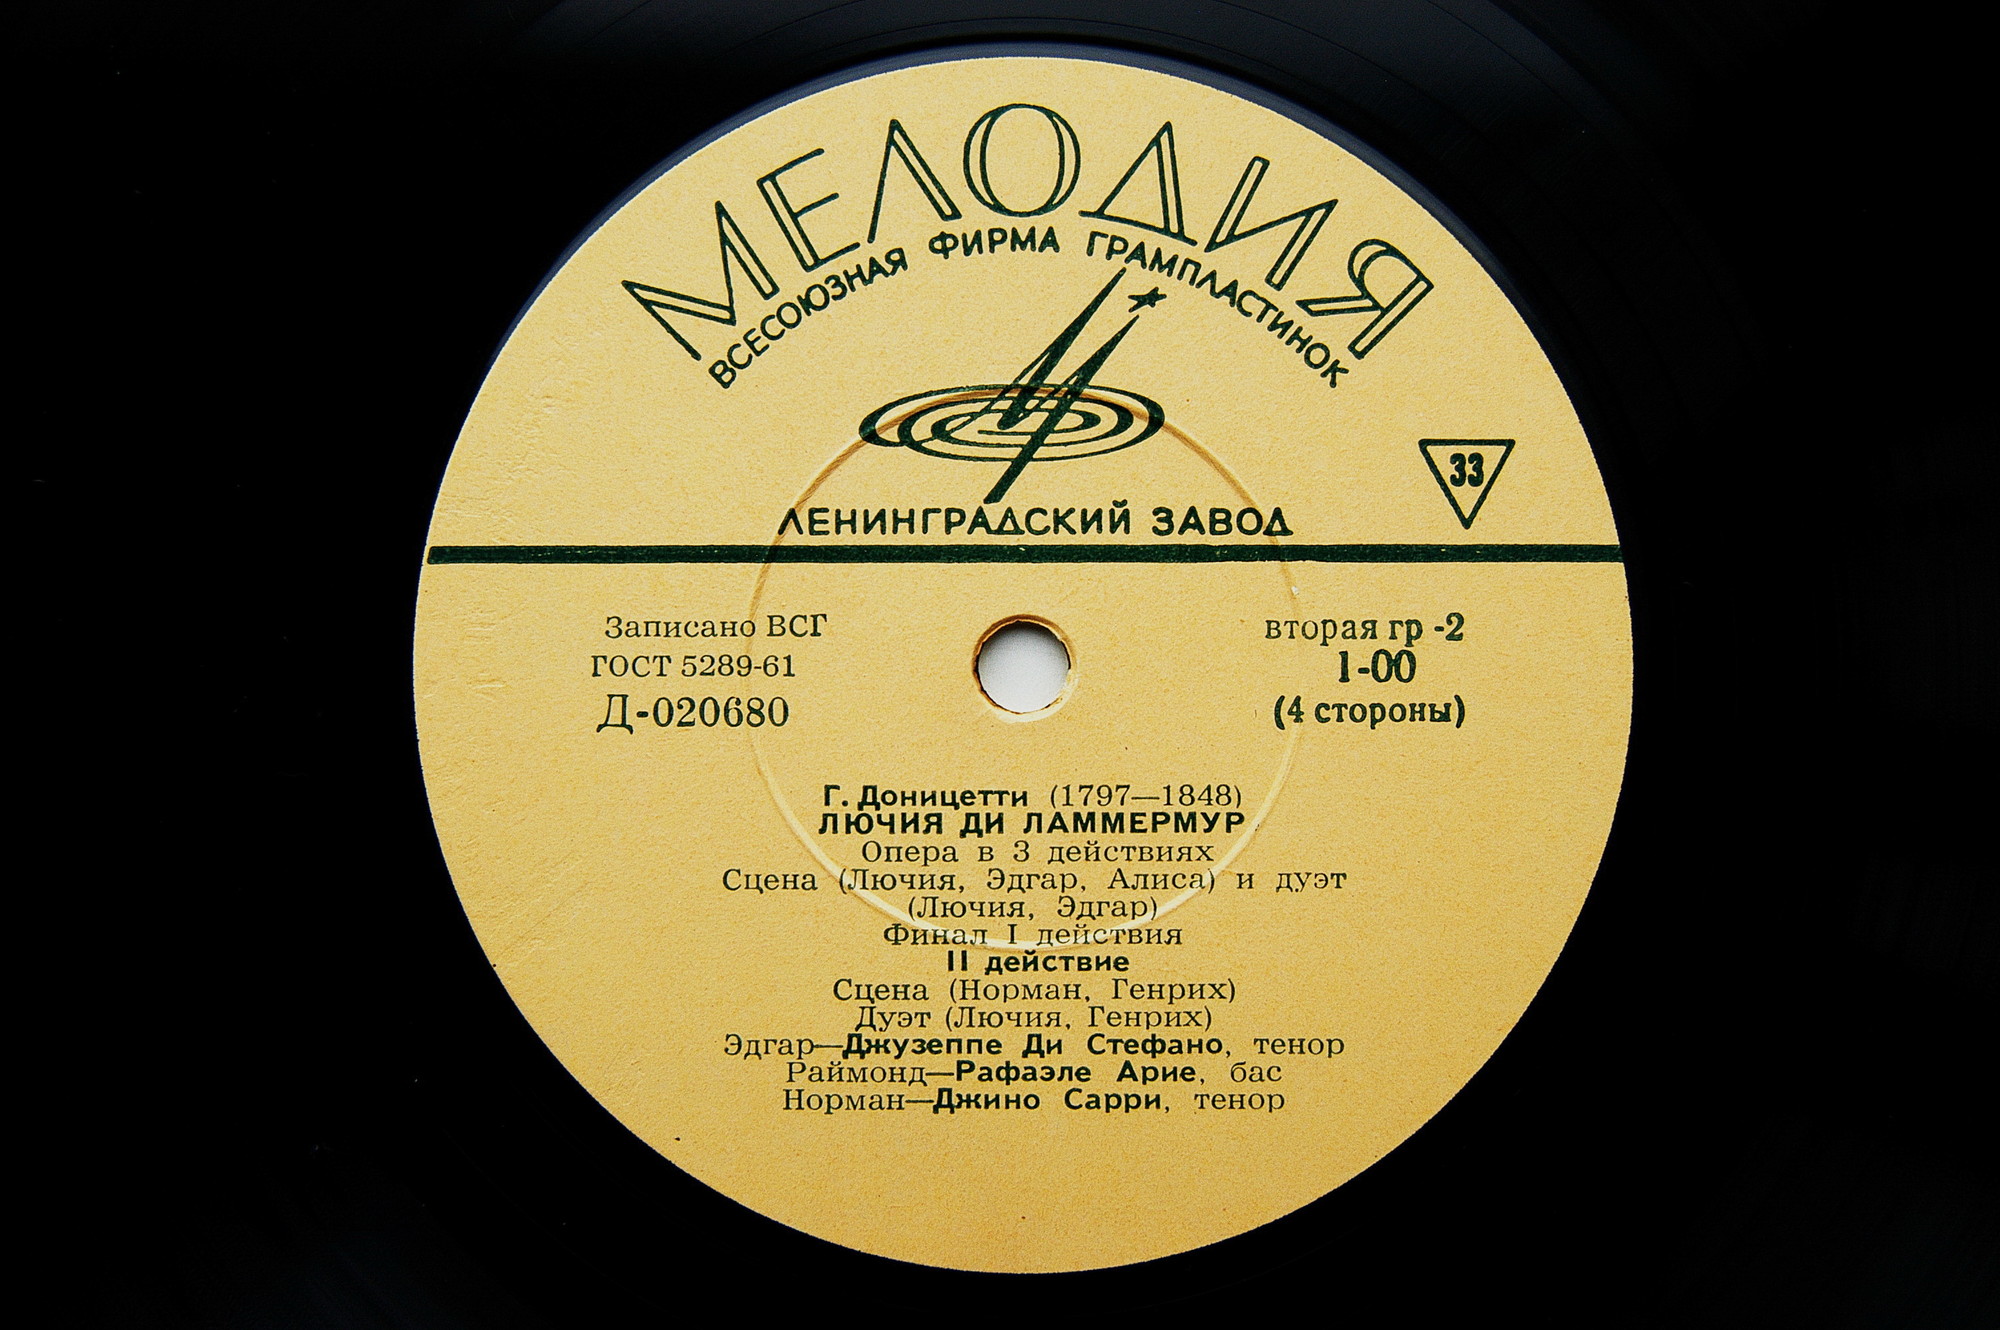 МЕЛОДИЯ
ВСЕСОЮЗНАЯ ФИРМА ГРАМПЛАСТИНОК
33
ЛЕНИНГРАДСКИЙ ЗАВОД
Записано ВСГ
ГОСТ 5289-61
Д-020680
вторая гр -2
1-00
(4 стороны)
Г. Доницетти (1797—1848)
ЛЮЧИЯ ДИ ЛАММЕРМУР
Опера в 3 действиях
Сцена (Лючия, Эдгар, Алиса) и дуэт
(Лючия, Эдгар)
Финал I действия
II действие
Сцена (Норман, Генрих)
Дуэт (Лючия, Генрих)
Эдгар—Джузеппе Ди Стефано, тенор
Раймонд—Рафаэле Арие, бас
Норман—Джино Сарри, тенор